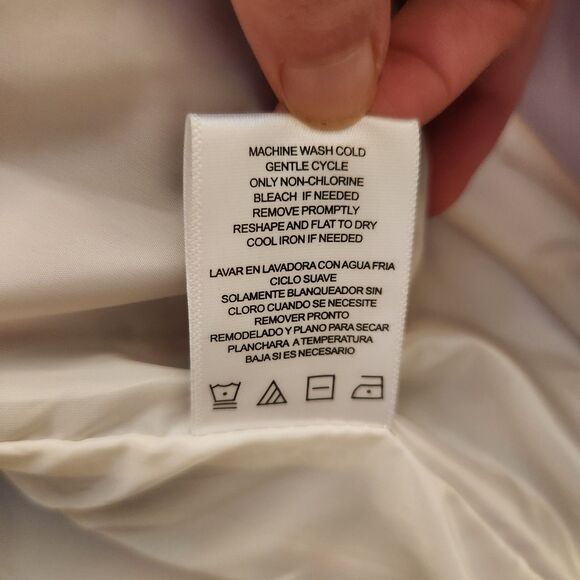 MACHINE WASH COLD
GENTLE CYCLE
ONLY NON-CHLORINE
BLEACH IF NEEDED
REMOVE PROMPTLY
RESHAPE AND FLAT TO DRY
COOL IRON IF NEEDED
LAVAR EN LAVADORA CON AGUA FRIA
CICLO SUAVE
SOLAMENTE BLANQUEADOR SIN
CLORO CUANDO SE NECESITE
REMOVER PRONTO
REMODELADO Y PLANO PARA SECAR
PLANCHARA A TEMPERATURA
BAJA SI ES NECESARIO